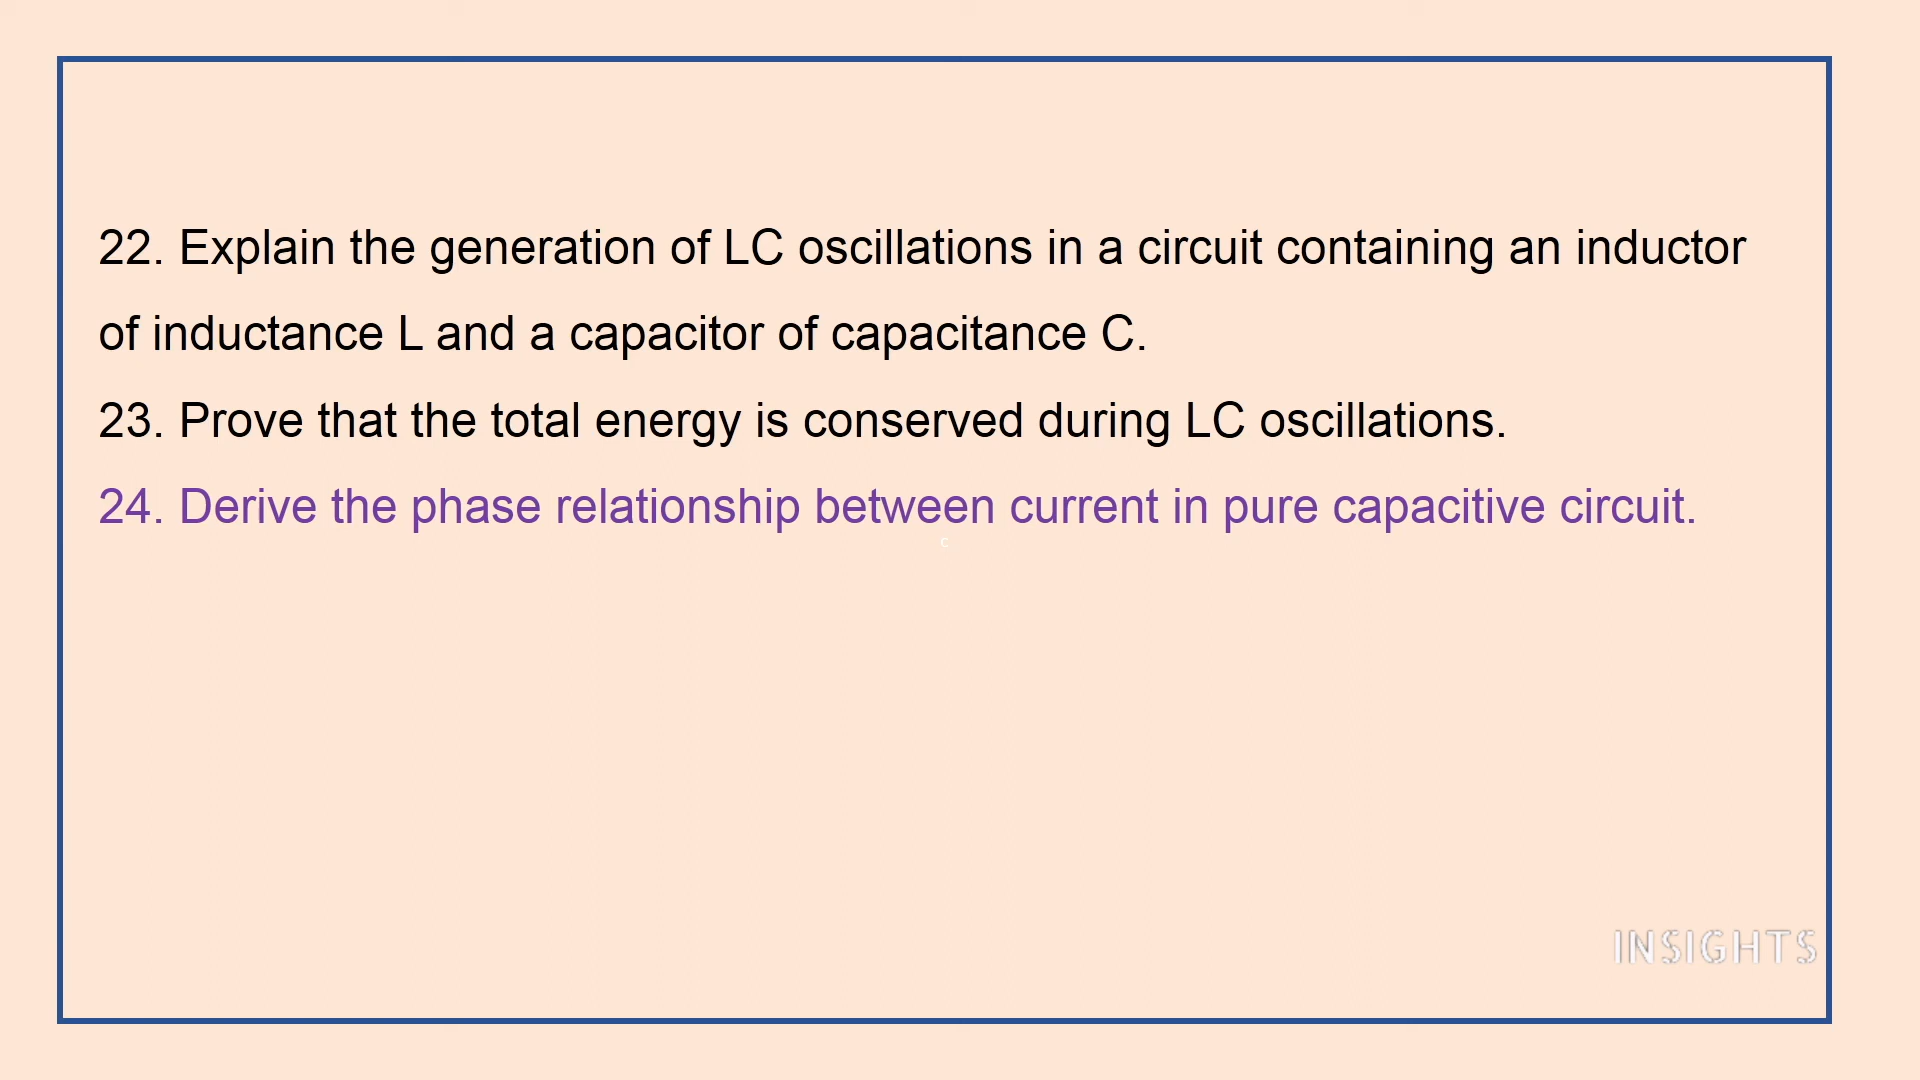 22. Explain the generation of LC oscillations in a circuit containing an inductor
of inductance L and a capacitor of capacitance C.
23. Prove that the total energy is conserved during LC oscillations.
24. Derive the phase relationship between current in pure capacitive circuit.
c
INSIGHTS